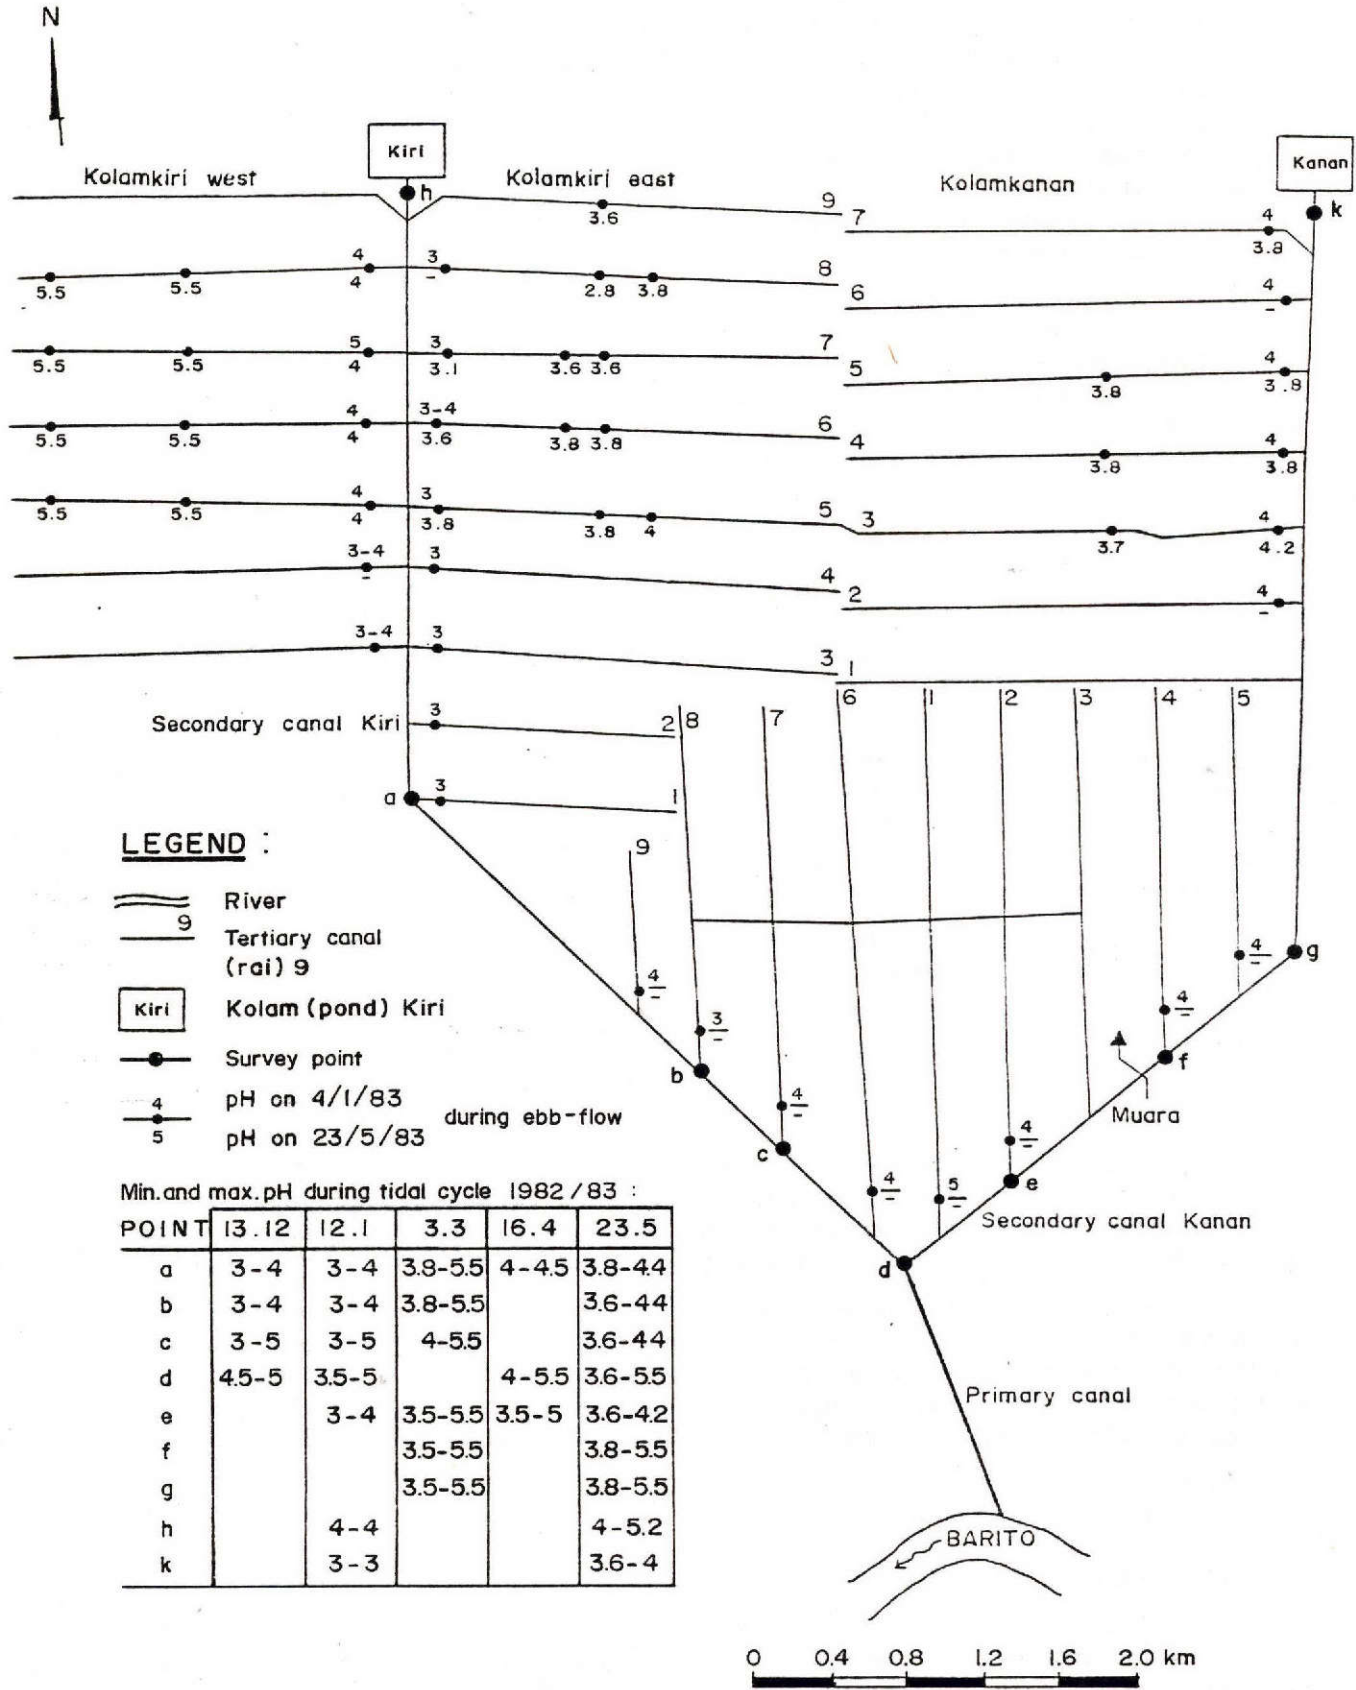 N
Kiri
Kanan
Kolamkiri west
h
Kolamkiri east
Kolamkanan
k
3.6
9
7
4
3.8
4
4
3
-
8
5.5
5.5
2.8
3.8
6
4
-
5
4
3
3.1
7
5.5
5.5
3.6
3.6
5
3.8
4
3.8
4
4
3-4
3.6
6
5.5
5.5
3.8
3.8
4
3.8
4
3.8
4
4
3
3.8
5
5.5
5.5
3.8
4
3
3.7
4
4.2
3-4
-
3
4
2
4
-
3-4
3
3
1
Secondary canal Kiri
3
2
8
7
6
1
2
3
4
5
a
3
1
LEGEND :
9
River
9
Tertiary canal
(rai) 9
4
-
g
Kiri
Kolam (pond) Kiri
4
-
3
-
4
-
Survey point
b
f
4
5
pH on 4/1/83
pH on 23/5/83
during ebb-flow
4
-
c
4
-
e
Muara
4
-
5
-
Secondary canal Kanan
d
Min. and max. pH during tidal cycle 1982/83 :
POINT 13.12 12.1 3.3 16.4 23.5
a 3-4 3-4 3.8-5.5 4-4.5 3.8-4.4
b 3-4 3-4 3.8-5.5 3.6-44
c 3-5 3-5 4-5.5 3.6-44
d 4.5-5 3.5-5 4-5.5 3.6-5.5
e 3-4 3.5-5.5 3.5-5 3.6-4.2
f 3.5-5.5 3.8-5.5
g 3.5-5.5 3.8-5.5
h 4-4 4-5.2
k 3-3 3.6-4
Primary canal
BARITO
0 0.4 0.8 1.2 1.6 2.0 km